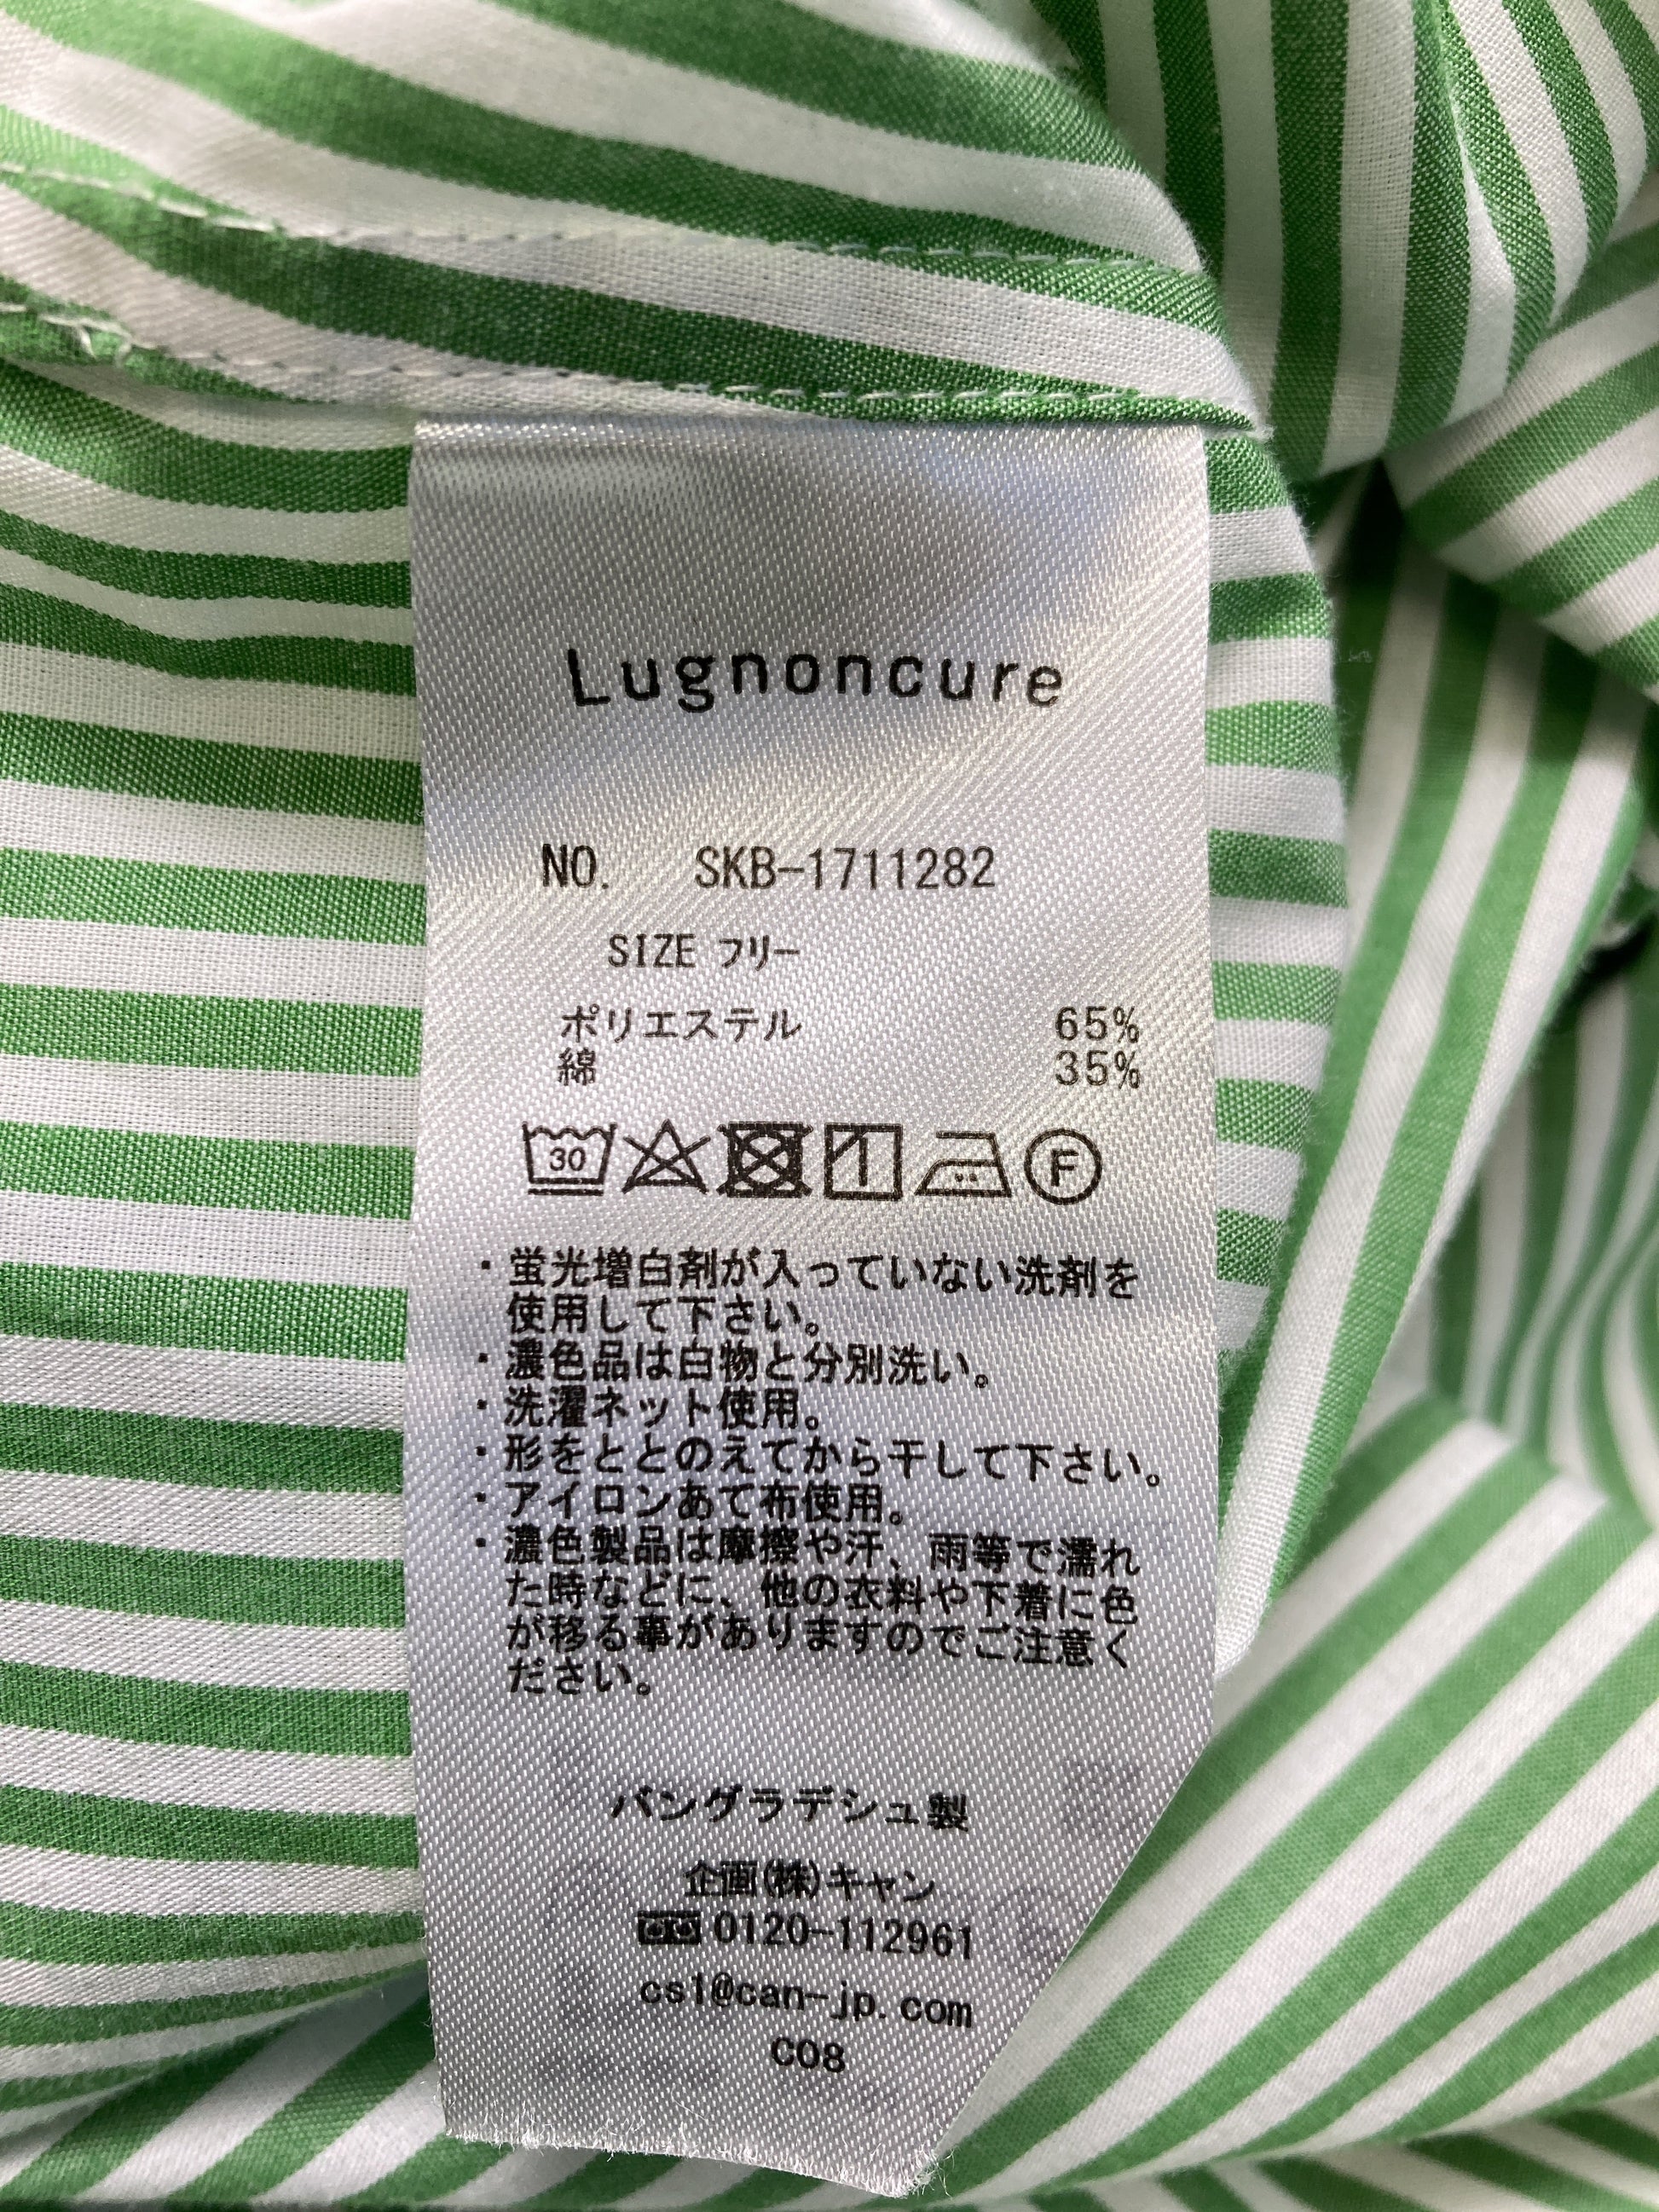 Lugnoncure
NO. SKB-1711282
SIZE フリー
ポリエステル 65%
綿 35%
30 F
・蛍光増白剤が入っていない洗剤を
使用して下さい。
・濃色品は白物と分別洗い。
・洗濯ネット使用。
・形をととのえてから干して下さい。
・アイロンあて布使用。
・濃色製品は摩擦や汗、雨等で濡れ
た時などに、他の衣料や下着に色
が移る事がありますのでご注意く
ださい。
バングラデシュ製
企画(株)キャン
0120-112961
cs1@can-jp.com
C08